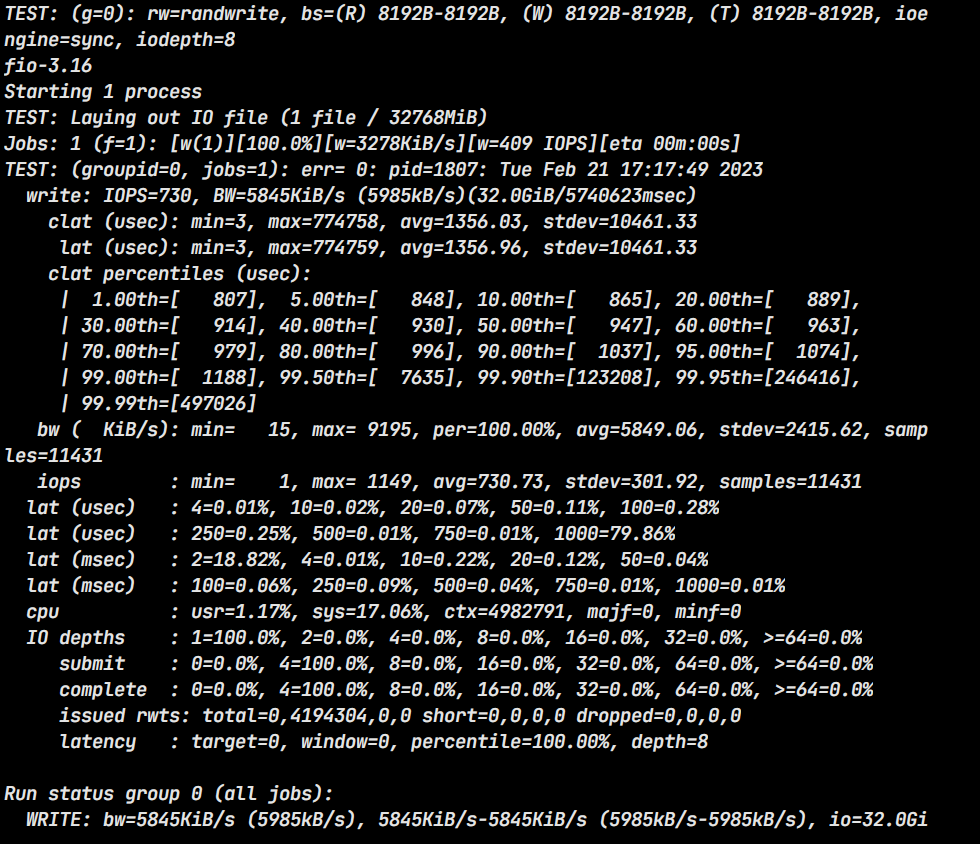 TEST: (g=0): rw=randwrite, bs=(R) 8192B-8192B, (W) 8192B-8192B, (T) 8192B-8192B, ioe
ngine=sync, iodepth=8
fio-3.16
Starting 1 process
TEST: Laying out IO file (1 file / 32768MiB)
Jobs: 1 (f=1): [w(1)][100.0%][w=3278KiB/s][w=409 IOPS][eta 00m:00s]
TEST: (groupid=0, jobs=1): err= 0: pid=1807: Tue Feb 21 17:17:49 2023
  write: IOPS=730, BW=5845KiB/s (5985kB/s)(32.0GiB/5740623msec)
    clat (usec): min=3, max=774758, avg=1356.03, stdev=10461.33
     lat (usec): min=3, max=774759, avg=1356.96, stdev=10461.33
    clat percentiles (usec):
     |  1.00th=[   807],  5.00th=[   848], 10.00th=[   865], 20.00th=[   889],
     | 30.00th=[   914], 40.00th=[   930], 50.00th=[   947], 60.00th=[   963],
     | 70.00th=[   979], 80.00th=[   996], 90.00th=[  1037], 95.00th=[  1074],
     | 99.00th=[  1188], 99.50th=[  7635], 99.90th=[123208], 99.95th=[246416],
     | 99.99th=[497026]
   bw (  KiB/s): min=   15, max= 9195, per=100.00%, avg=5849.06, stdev=2415.62, samp
les=11431
   iops        : min=    1, max= 1149, avg=730.73, stdev=301.92, samples=11431
  lat (usec)   : 4=0.01%, 10=0.02%, 20=0.07%, 50=0.11%, 100=0.28%
  lat (usec)   : 250=0.25%, 500=0.01%, 750=0.01%, 1000=79.86%
  lat (msec)   : 2=18.82%, 4=0.01%, 10=0.22%, 20=0.12%, 50=0.04%
  lat (msec)   : 100=0.06%, 250=0.09%, 500=0.04%, 750=0.01%, 1000=0.01%
  cpu          : usr=1.17%, sys=17.06%, ctx=4982791, majf=0, minf=0
  IO depths    : 1=100.0%, 2=0.0%, 4=0.0%, 8=0.0%, 16=0.0%, 32=0.0%, >=64=0.0%
     submit    : 0=0.0%, 4=100.0%, 8=0.0%, 16=0.0%, 32=0.0%, 64=0.0%, >=64=0.0%
     complete  : 0=0.0%, 4=100.0%, 8=0.0%, 16=0.0%, 32=0.0%, 64=0.0%, >=64=0.0%
     issued rwts: total=0,4194304,0,0 short=0,0,0,0 dropped=0,0,0,0
     latency   : target=0, window=0, percentile=100.00%, depth=8

Run status group 0 (all jobs):
  WRITE: bw=5845KiB/s (5985kB/s), 5845KiB/s-5845KiB/s (5985kB/s-5985kB/s), io=32.0Gi